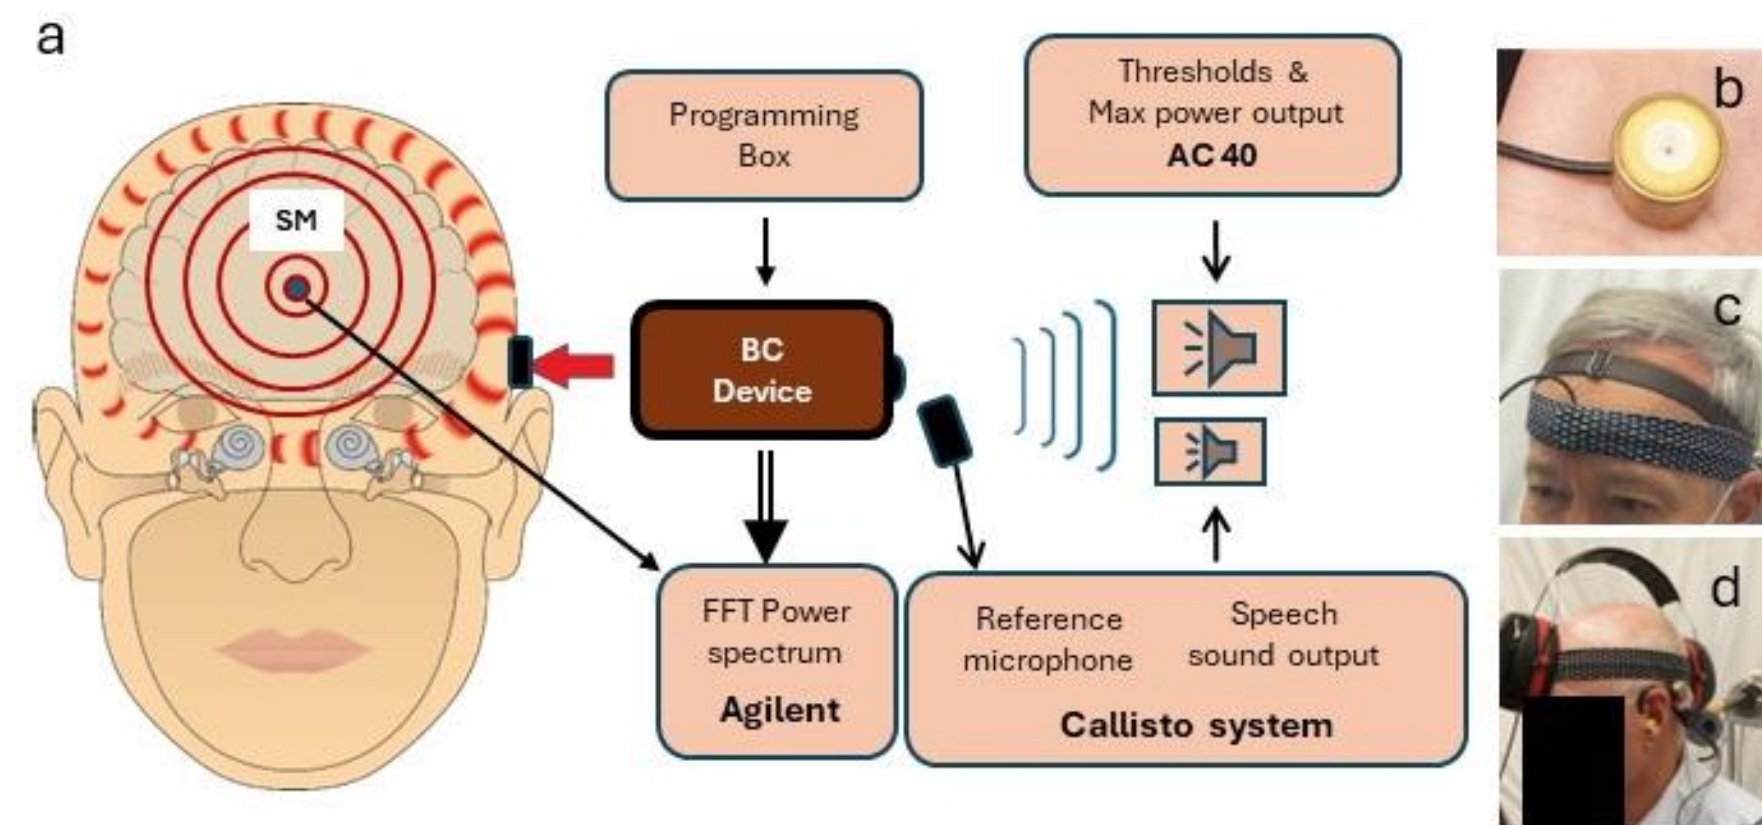 a
SM
Programming
Box
BC
Device
FFT Power
spectrum
Agilent
Thresholds &
Max power output
AC 40
Reference
microphone
Speech
sound output
Callisto system
b
c
d